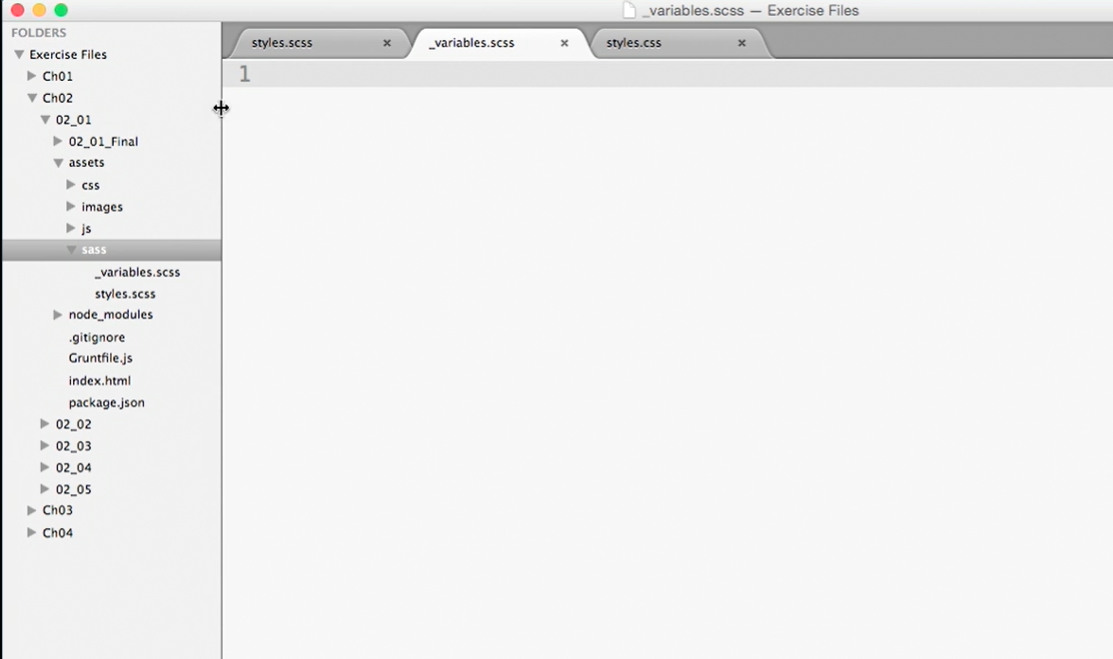 _variables.scss — Exercise Files
FOLDERS
Exercise Files
Ch01
Ch02
02_01
02_01_Final
assets
css
images
js
sass
_variables.scss
styles.scss
node_modules
.gitignore
Gruntfile.js
index.html
package.json
02_02
02_03
02_04
02_05
Ch03
Ch04
styles.scss × _variables.scss × styles.css ×
1